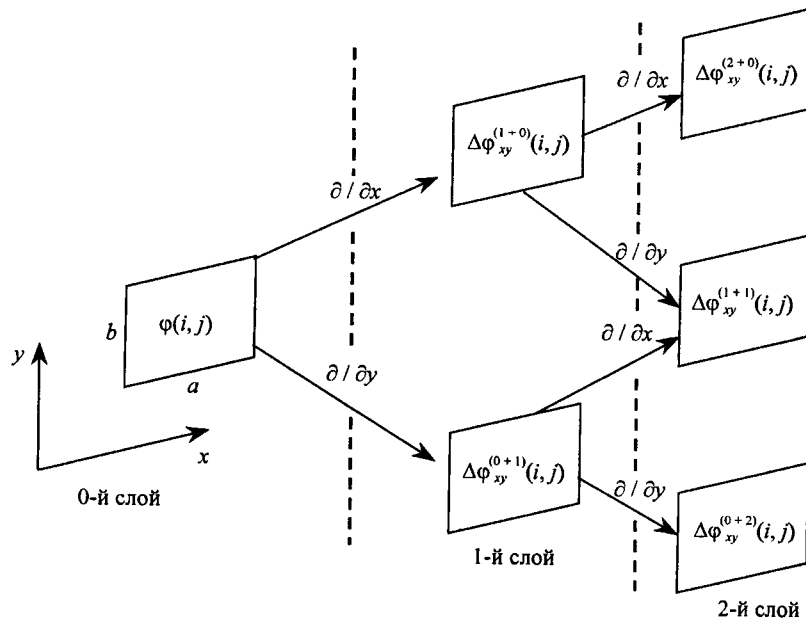 Δφ_xy^(2+0)(i, j)
∂/∂x
Δφ_xy^(1+0)(i, j)
∂/∂x
∂/∂y
Δφ_xy^(1+1)(i, j)
φ(i, j)
b
∂/∂x
y
∂/∂y
a
x
Δφ_xy^(0+1)(i, j)
∂/∂y
0-й слой
Δφ_xy^(0+2)(i, j)
1-й слой
2-й слой